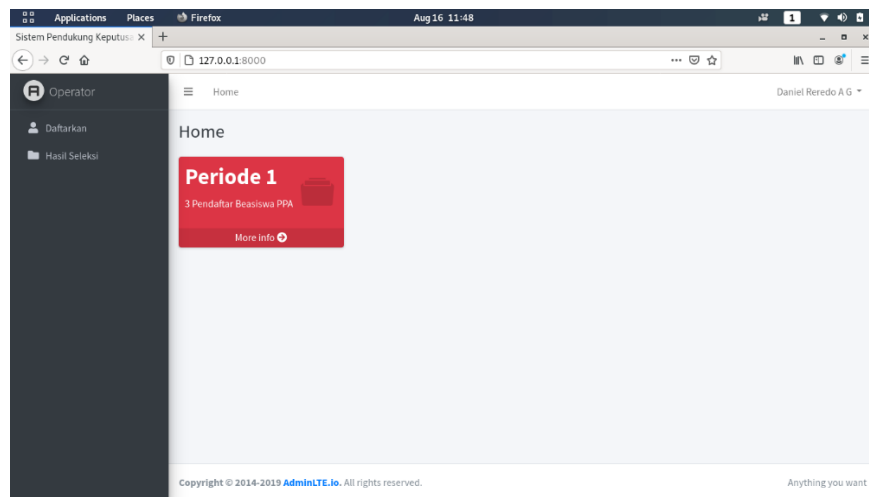 Applications Places Firefox Aug 16 11:48 1
Sistem Pendukung Keputusa
127.0.0.1:8000
Operator
Home
Daniel Reredo A G
Daftarkan
Hasil Seleksi
Home
Periode 1
3 Pendaftar Beasiswa PPA
More info
Copyright © 2014-2019 AdminLTE.io. All rights reserved.
Anything you want